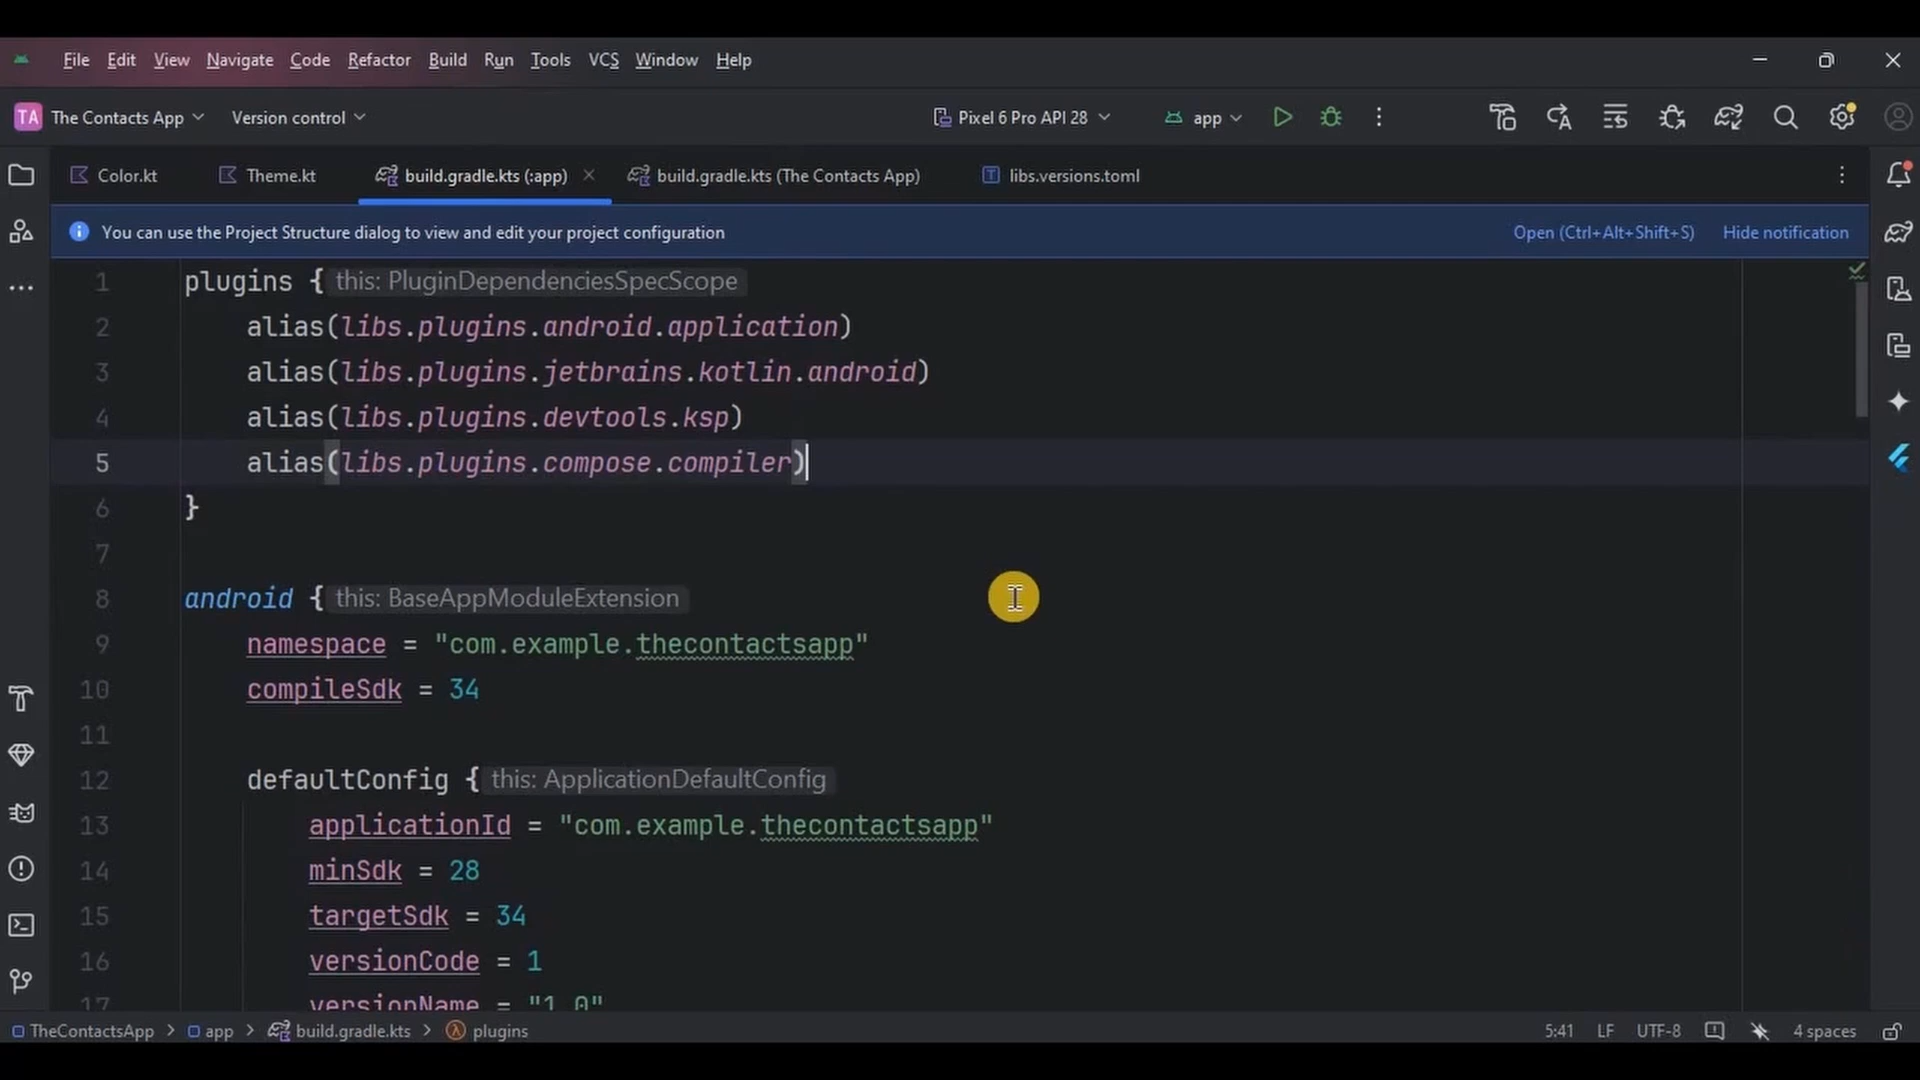 File Edit View Navigate Code Refactor Build Run Tools VCS Window Help
TA The Contacts App Version control Pixel 6 Pro API 28 app
Color.kt Theme.kt build.gradle.kts (:app) build.gradle.kts (The Contacts App) libs.versions.toml
You can use the Project Structure dialog to view and edit your project configuration Open (Ctrl+Alt+Shift+S) Hide notification
1 plugins { this: PluginDependenciesSpecScope
2 alias(libs.plugins.android.application)
3 alias(libs.plugins.jetbrains.kotlin.android)
4 alias(libs.plugins.devtools.ksp)
5 alias(libs.plugins.compose.compiler)
6 }
7
8 android { this: BaseAppModuleExtension
9 namespace = "com.example.thecontactsapp"
10 compileSdk = 34
11
12 defaultConfig { this: ApplicationDefaultConfig
13 applicationId = "com.example.thecontactsapp"
14 minSdk = 28
15 targetSdk = 34
16 versionCode = 1
17 versionName = "1.0"
TheContactsApp > app > build.gradle.kts > plugins 5:41 LF UTF-8 4 spaces